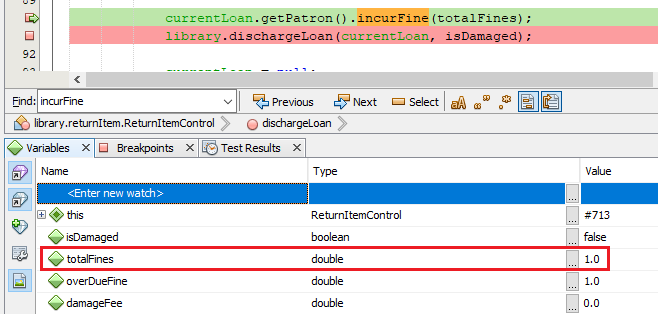 currentLoan.getPatron().incurFine(totalFines);
library.dischargeLoan(currentLoan, isDamaged);
92
Find: incurFine Previous Next Select aA “” .*
library.returnItem.ReturnItemControl dischargeLoan
Variables Breakpoints Test Results
Name Type Value
<Enter new watch> ...
this ReturnItemControl ... #713
isDamaged boolean ... false
totalFines double ... 1.0
overDueFine double ... 1.0
damageFee double ... 0.0